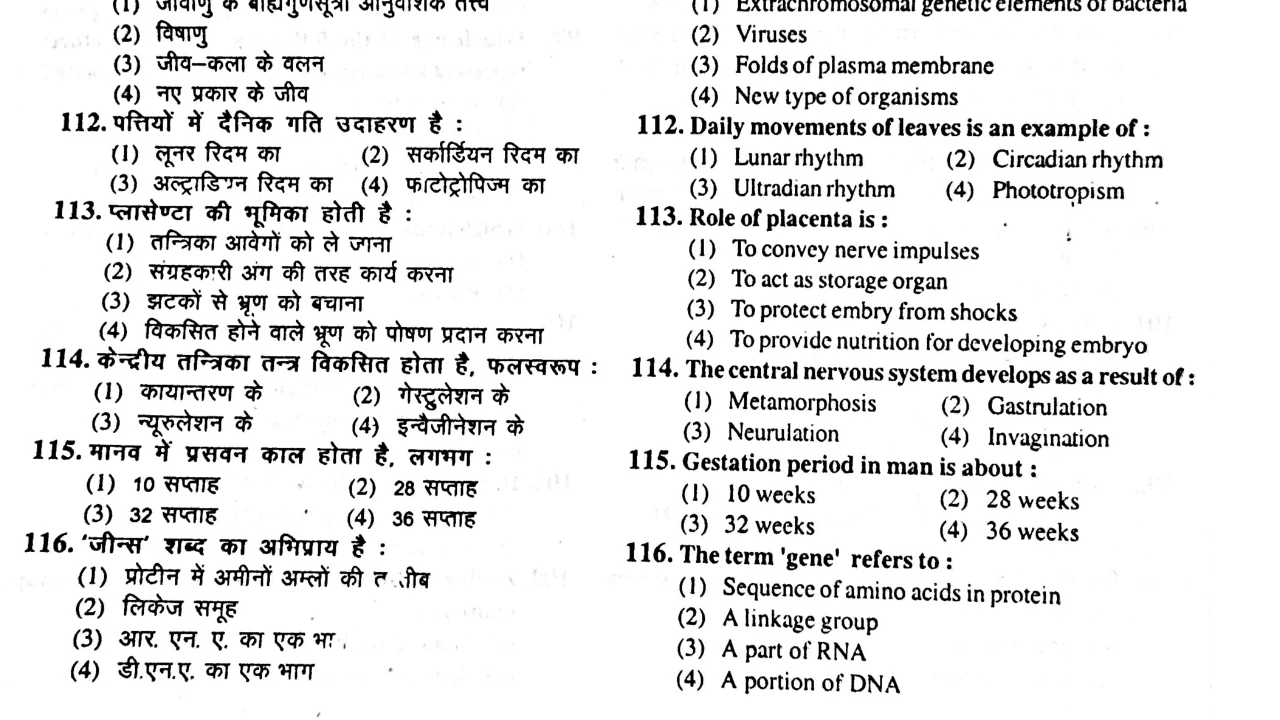 (1) जीवाणु के बाह्यगुणसूत्री आनुवंशिक तत्त्व
(2) विषाणु
(3) जीव–कला के वलन
(4) नए प्रकार के जीव
112. पत्तियों में दैनिक गति उदाहरण है :
(1) लूनर रिदम का (2) सर्कार्डियन रिदम का
(3) रिदम का (4) फाटोट्रोपिज्म का
113. प्लासेण्टा की भूमिका होती है :
(1) तन्त्रिका आवेगों को ले जाना
(2) संग्रहकारी अंग की तरह कार्य करना
(3) झटकों से भ्रूण को बचाना
(4) विकसित होने वाले भ्रूण को पोषण प्रदान करना
114. केन्द्रीय तन्त्रिका तन्त्र विकसित होता है, फलस्वरूप :
(1) कायान्तरण के (2) गेस्ट्रुलेशन के
(3) न्यूरुलेशन के (4) इन्वैजीनेशन के
115. मानव में प्रसवन काल होता है, लगभग :
(1) 10 सप्ताह (2) 28 सप्ताह
(3) 32 सप्ताह (4) 36 सप्ताह
116. 'जीन्स' शब्द का अभिप्राय है :
(1) प्रोटीन में अमीनों अम्लों की
(2) लिकेज समूह
(3) आर. एन. ए. का एक
(4) डी.एन.ए. का एक भाग
(1) Extrachromosomal genetic elements of bacteria
(2) Viruses
(3) Folds of plasma membrane
(4) New type of organisms
112. Daily movements of leaves is an example of :
(1) Lunar rhythm (2) Circadian rhythm
(3) Ultradian rhythm (4) Phototropism
113. Role of placenta is :
(1) To convey nerve impulses
(2) To act as storage organ
(3) To protect embry from shocks
(4) To provide nutrition for developing embryo
114. The central nervous system develops as a result of :
(1) Metamorphosis (2) Gastrulation
(3) Neurulation (4) Invagination
115. Gestation period in man is about :
(1) 10 weeks (2) 28 weeks
(3) 32 weeks (4) 36 weeks
116. The term 'gene' refers to :
(1) Sequence of amino acids in protein
(2) A linkage group
(3) A part of RNA
(4) A portion of DNA